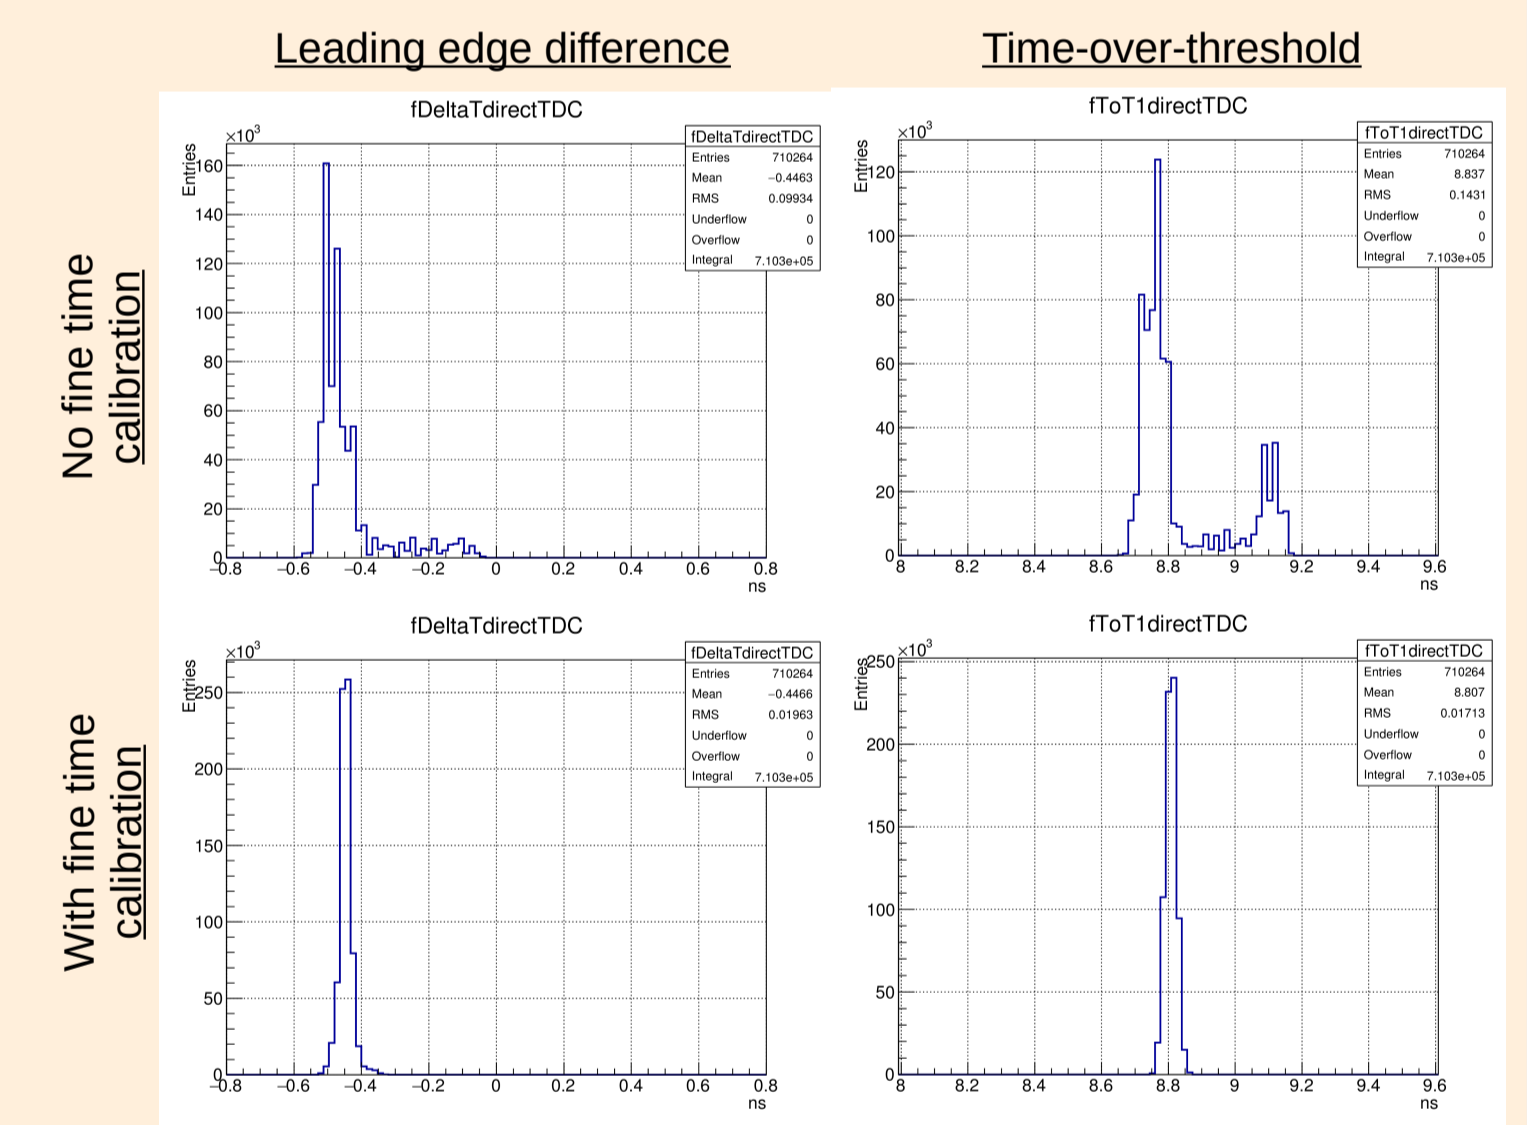 Leading edge difference
Time-over-threshold
No fine time
calibration
fDeltaTdirectTDC
×10³
Entries
160
140
120
100
80
60
40
20
0
−0.8 −0.6 −0.4 −0.2 0 0.2 0.4 0.6 0.8
ns
fDeltaTdirectTDC
Entries 710264
Mean −0.4463
RMS 0.09934
Underflow 0
Overflow 0
Integral 7.103e+05
fToT1directTDC
×10³
Entries
120
100
80
60
40
20
0
8 8.2 8.4 8.6 8.8 9 9.2 9.4 9.6
ns
fToT1directTDC
Entries 710264
Mean 8.837
RMS 0.1431
Underflow 0
Overflow 0
Integral 7.103e+05
With fine time
calibration
fDeltaTdirectTDC
×10³
Entries
250
200
150
100
50
0
−0.8 −0.6 −0.4 −0.2 0 0.2 0.4 0.6 0.8
ns
fDeltaTdirectTDC
Entries 710264
Mean −0.4466
RMS 0.01963
Underflow 0
Overflow 0
Integral 7.103e+05
fToT1directTDC
×10³
Entries
250
200
150
100
50
0
8 8.2 8.4 8.6 8.8 9 9.2 9.4 9.6
ns
fToT1directTDC
Entries 710264
Mean 8.807
RMS 0.01713
Underflow 0
Overflow 0
Integral 7.103e+05